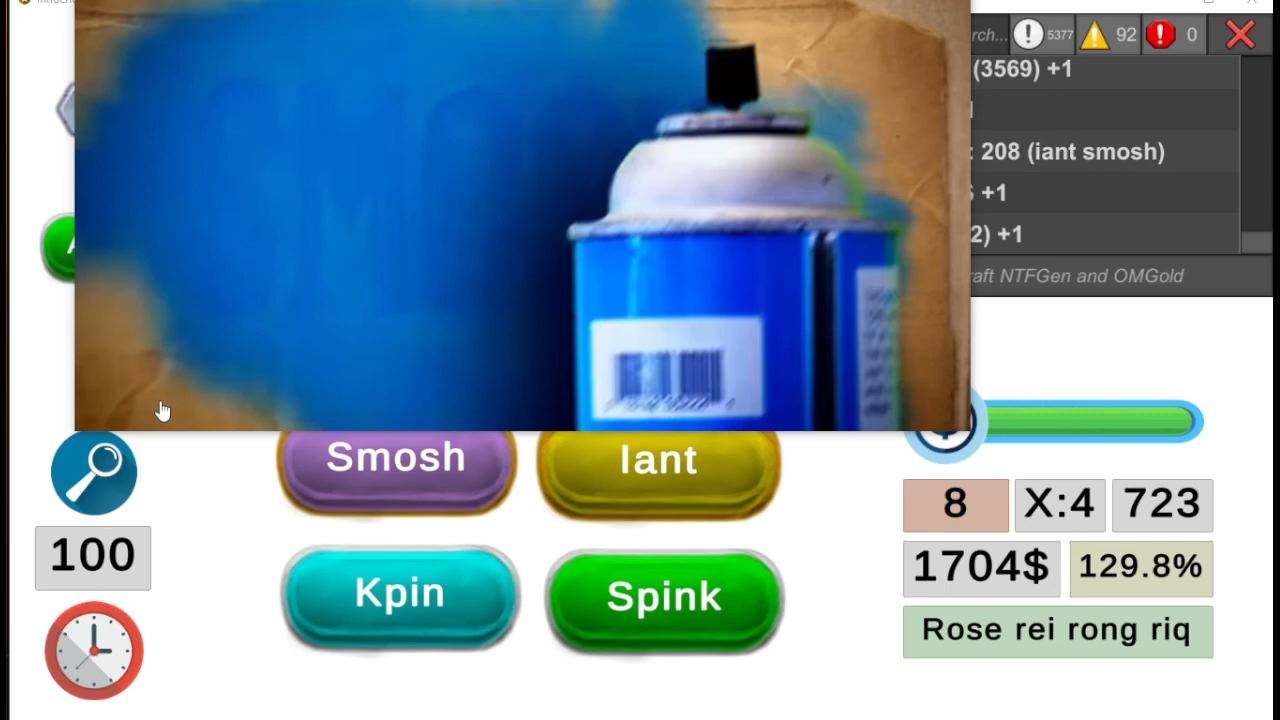 rch...
5377
92
0
(3569) +1
: 208 (iant smosh)
+1
2) +1
raft NTFGen and OMGold
Smosh
Iant
8
X:4
723
100
1704$
129.8%
Kpin
Spink
Rose rei rong riq